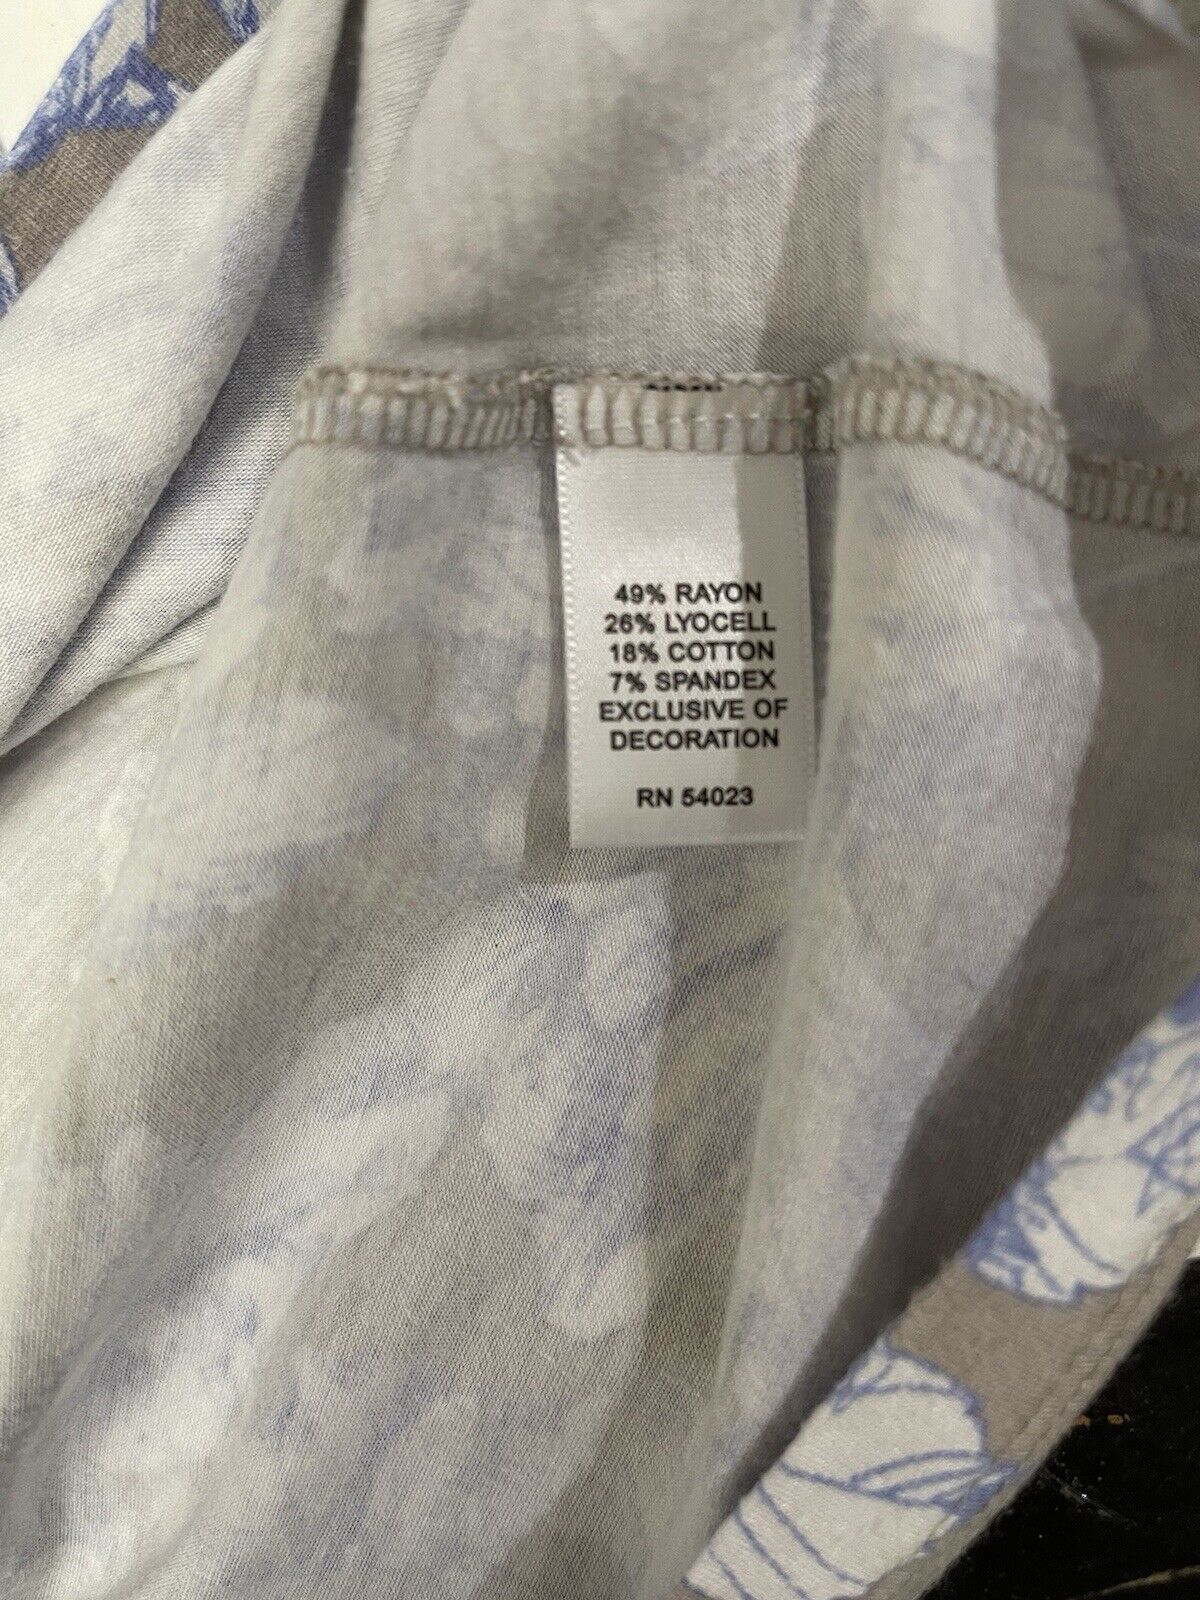 49% RAYON
26% LYOCELL
18% COTTON
7% SPANDEX
EXCLUSIVE OF
DECORATION
RN 54023